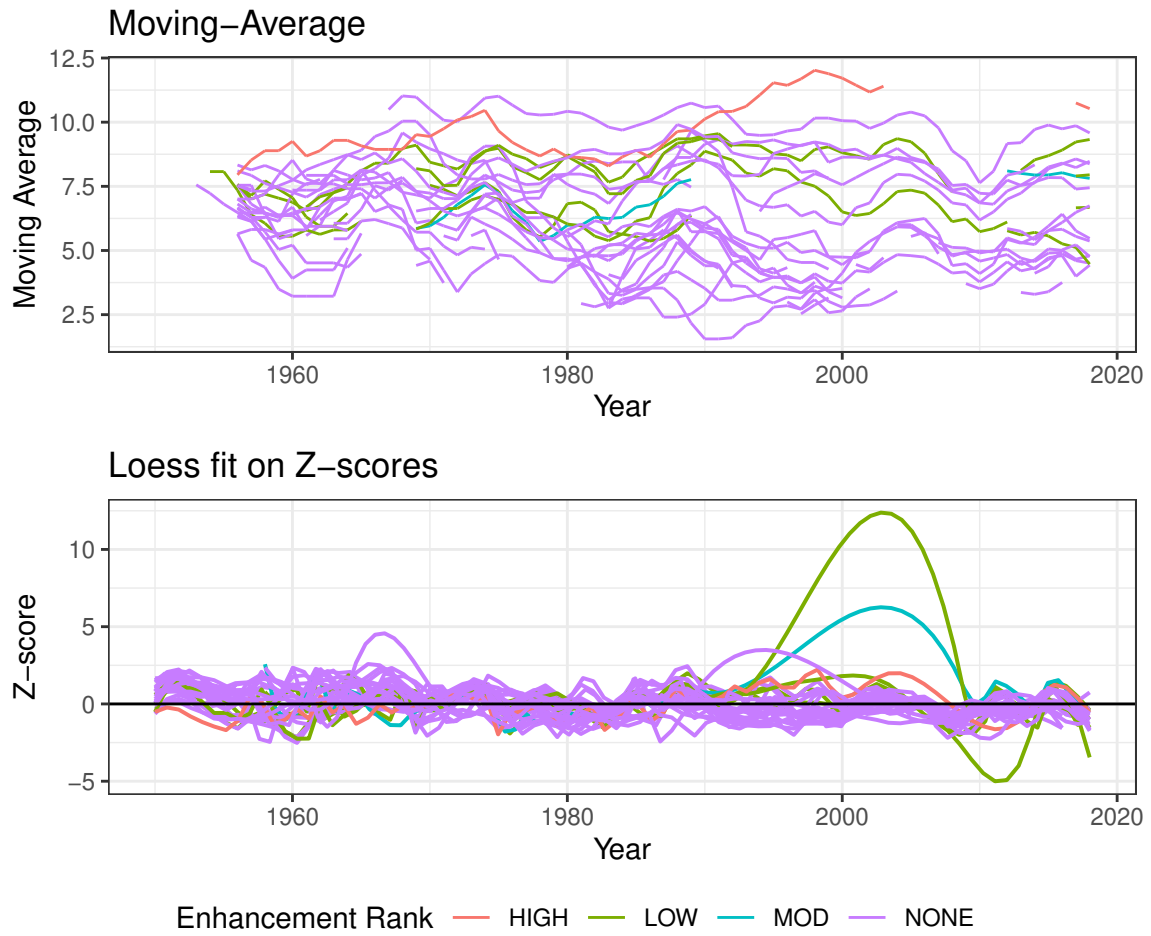 Moving−Average
12.5
10.0
7.5
5.0
2.5
Moving Average
1960 1980 2000 2020
Year
Loess fit on Z−scores
10
5
0
−5
Z−score
1960 1980 2000 2020
Year
Enhancement Rank HIGH LOW MOD NONE